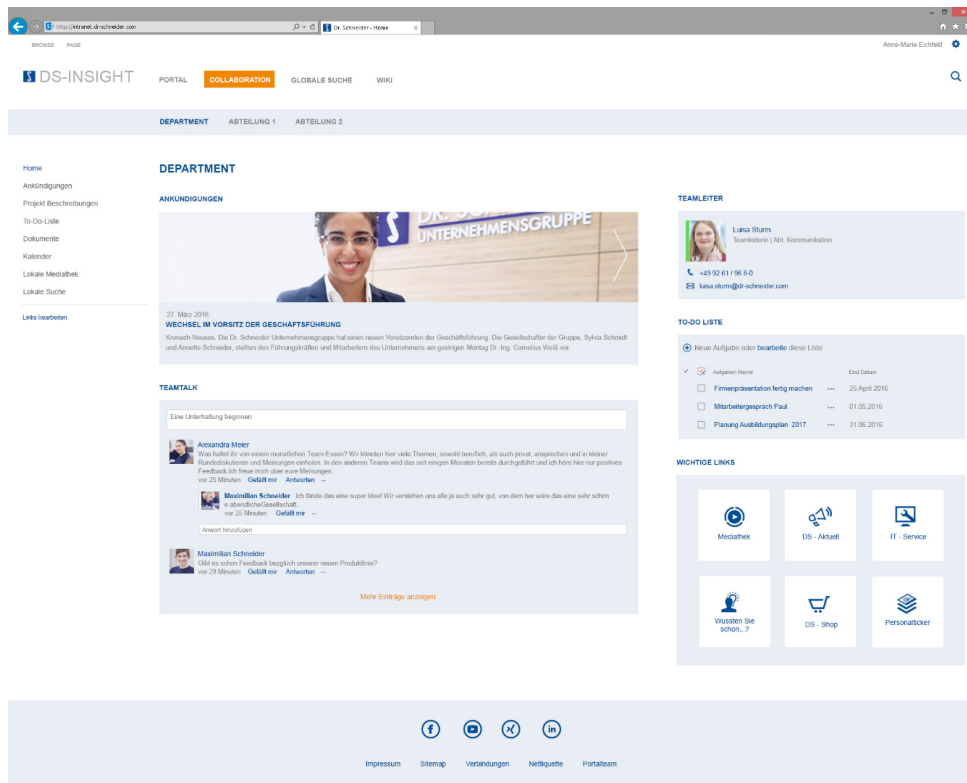 http://intranet.dr-schneider.com
Dr. Schneider - Home
BROWSE PAGE
Anne-Marie Eichfeld
DS-INSIGHT
PORTAL COLLABORATION GLOBALE SUCHE WIKI
DEPARTMENT ABTEILUNG 1 ABTEILUNG 2
Home
Ankündigungen
Projekt Beschreibungen
To-Do-Liste
Dokumente
Kalender
Lokale Mediathek
Lokale Suche
Links bearbeiten
DEPARTMENT
ANKÜNDIGUNGEN
UNTERNEHMENSGRUPPE
27. März 2016
WECHSEL IM VORSITZ DER GESCHÄFTSFÜHRUNG
Kronach-Neuses. Die Dr. Schneider Unternehmensgruppe hat einen neuen Vorsitzenden der Geschäftsführung. Die Gesellschafter der Gruppe, Sylvia Schmidt
und Annette Schneider, stellten den Führungskräften und Mitarbeitern des Unternehmens am gestrigen Montag Dr.-Ing. Cornelius Weiß vor.
TEAMTALK
Eine Unterhaltung beginnen
Alexandra Meier
Was haltet ihr von einem monatlichen Team-Essen? Wir könnten hier viele Themen, sowohl beruflich, als auch privat, ansprechen und in kleiner
Rundediskutieren und Meinungen einholen. In den anderen Teams wird das seit einigen Monaten bereits durchgeführt und ich höre hier nur positives
Feedback.Ich freue mich über eure Meinungen.
vor 25 Minuten Gefällt mir Antworten ...
Maximilian Schneider Ich fände das eine super Idee! Wir verstehen uns alle ja auch sehr gut, von dem her wäre das eine sehr schön
e abendlicheGesellschaft.
vor 25 Minuten Gefällt mir ...
Anwort hinzufügen
Maximilian Schneider
Gibt es schon Feedback bezglich unserer neuen Produktlinie?
vor 29 Minuten Gefällt mir Antworten ...
Mehr Einträge anzeigen
TEAMLEITER
Luisa Sturm
Teamleiterin | Abt. Kommunikation
+49 92 61 / 96 8-0
luisa.sturm@dr-schneider.com
TO-DO LISTE
Neue Aufgabe oder bearbeite diese Liste
Aufgaben Name End Datum
Firmenpräsentation fertig machen ... 25.April 2016
Mitarbeitergespräch Paul ... 01.05.2016
Planung Ausbildungsplan 2017 ... 31.06.2016
WICHTIGE LINKS
Mediathek
DS - Aktuell
IT - Service
Wussten Sie
schon...?
DS - Shop
Personalticker
Impressum Sitemap Verbindungen Nettiquette Portalteam